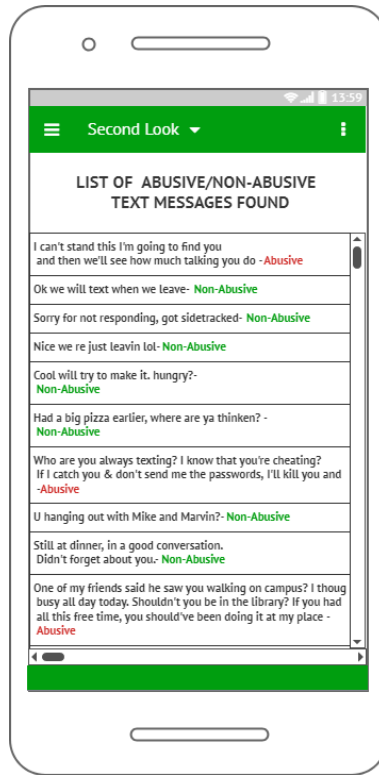 13:59
Second Look
LIST OF ABUSIVE/NON-ABUSIVE
TEXT MESSAGES FOUND
I can't stand this I'm going to find you
and then we'll see how much talking you do -Abusive
Ok we will text when we leave- Non-Abusive
Sorry for not responding, got sidetracked- Non-Abusive
Nice we re just leavin lol- Non-Abusive
Cool will try to make it. hungry?-
Non-Abusive
Had a big pizza earlier, where are ya thinken? -
Non-Abusive
Who are you always texting? I know that you're cheating?
If I catch you & don't send me the passwords, I'll kill you and
-Abusive
U hanging out with Mike and Marvin?- Non-Abusive
Still at dinner, in a good conversation.
Didn't forget about you.- Non-Abusive
One of my friends said he saw you walking on campus? I thoug
busy all day today. Shouldn't you be in the library? If you had
all this free time, you should've been doing it at my place -
Abusive